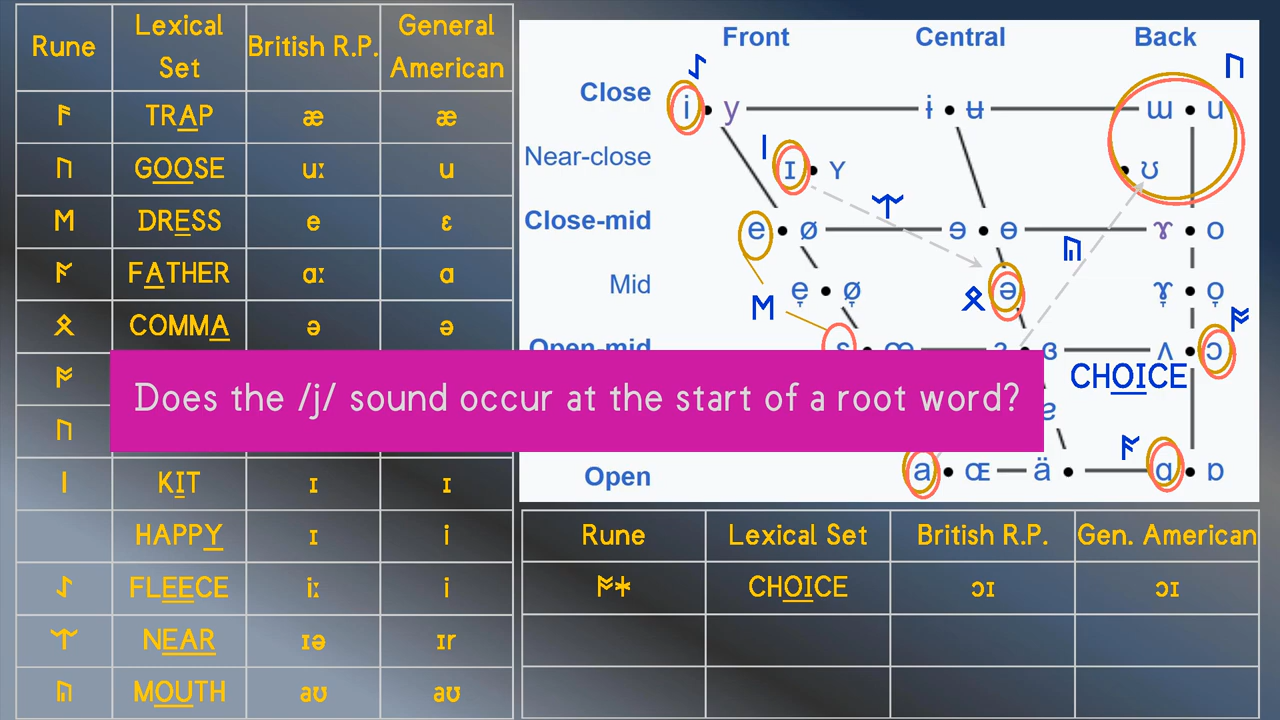 Rune Lexical Set British R.P. General American
ᚫ TRAP æ æ
ᚢ GOOSE uː u
ᛖ DRESS e ɛ
ᚪ FATHER ɑː ɑ
ᛟ COMMA ə ə
ᚩ
ᚢ
ᛁ KIT ɪ ɪ
HAPPY ɪ i
ᛇ FLEECE iː i
ᛠ NEAR ɪə ɪr
ᚣ MOUTH aʊ aʊ
Front Central Back
ᛇ ᚢ
Close i y ɨ ʉ ɯ u
Near-close ᛁ ɪ ʏ ʊ
ᛠ
Close-mid e ø ɘ ɵ ɤ o
ᚣ
Mid ᛖ e̞ ø̞ ᛟ ə ɤ̞ o̞
ᚩ
Open-mid ɛ œ ɜ ɞ ʌ ɔ
CHOICE
Does the /j/ sound occur at the start of a root word?
ᚪ
Open a ɶ ä ɑ ɒ
Rune Lexical Set British R.P. Gen. American
ᚩᛡ CHOICE ɔɪ ɔɪ